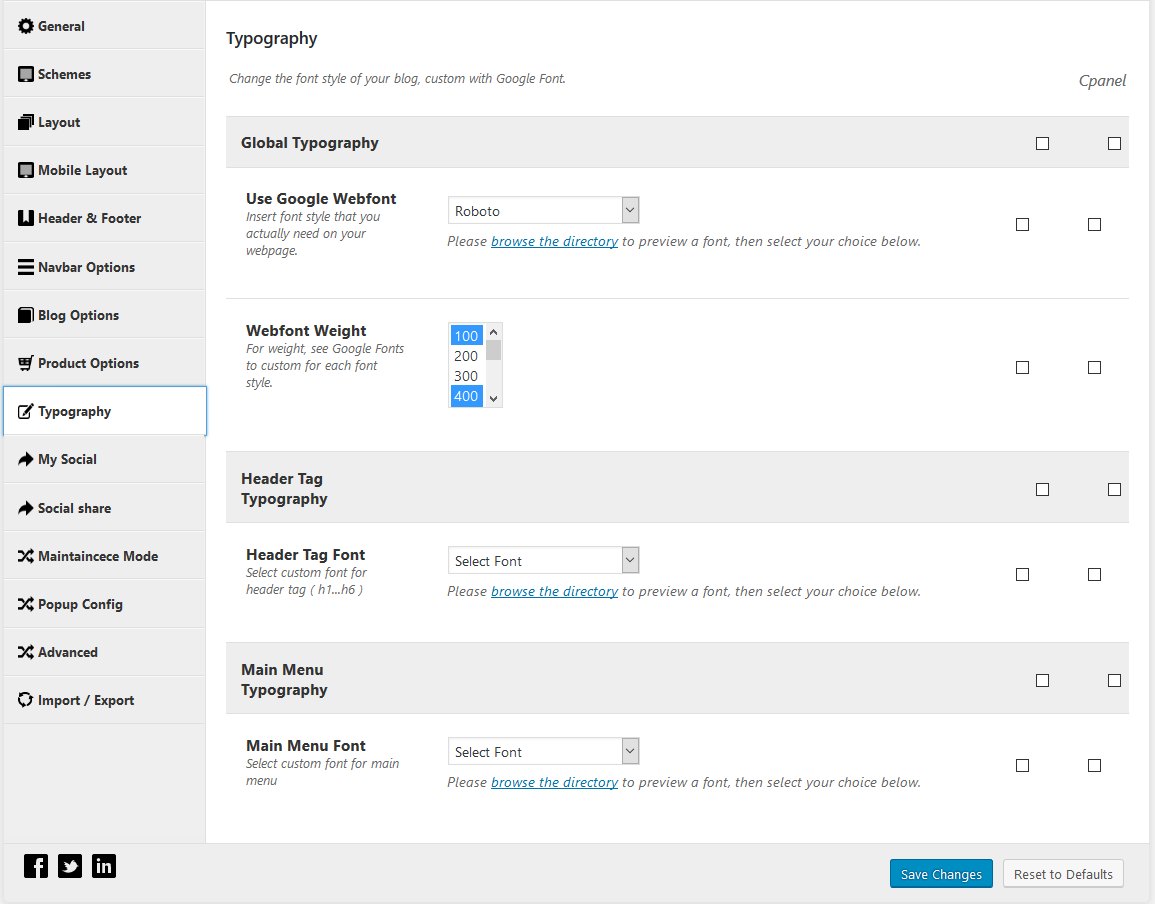 General
Schemes
Layout
Mobile Layout
Header & Footer
Navbar Options
Blog Options
Product Options
Typography
My Social
Social share
Maintaincece Mode
Popup Config
Advanced
Import / Export
Typography
Change the font style of your blog, custom with Google Font.
Cpanel
Global Typography
Use Google Webfont
Insert font style that you
actually need on your
webpage.
Roboto
Please browse the directory to preview a font, then select your choice below.
Webfont Weight
For weight, see Google Fonts
to custom for each font
style.
100
200
300
400
Header Tag
Typography
Header Tag Font
Select custom font for
header tag ( h1...h6 )
Select Font
Please browse the directory to preview a font, then select your choice below.
Main Menu
Typography
Main Menu Font
Select custom font for main
menu
Select Font
Please browse the directory to preview a font, then select your choice below.
Save Changes
Reset to Defaults